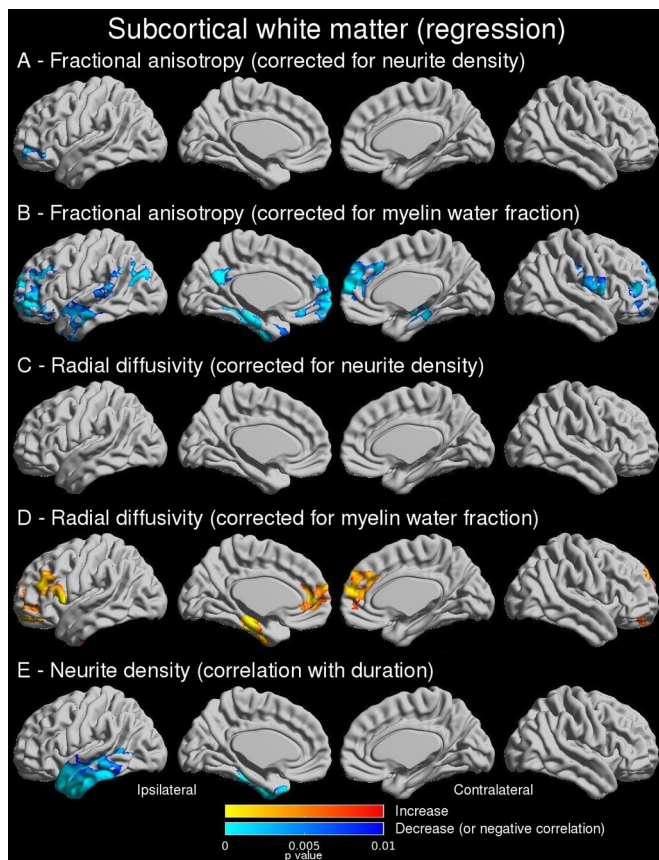 Subcortical white matter (regression)
A - Fractional anisotropy (corrected for neurite density)
B - Fractional anisotropy (corrected for myelin water fraction)
C - Radial diffusivity (corrected for neurite density)
D - Radial diffusivity (corrected for myelin water fraction)
E - Neurite density (correlation with duration)
Ipsilateral
Contralateral
Increase
Decrease (or negative correlation)
0 0.005 0.01
p value